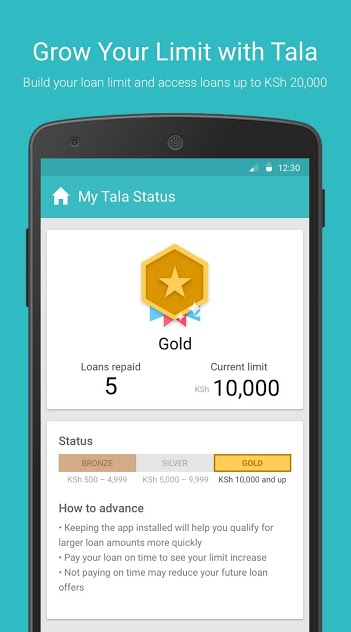 Grow Your Limit with Tala
Build your loan limit and access loans up to KSh 20,000
12:30
My Tala Status
Gold
Loans repaid
5
Current limit
KSh 10,000
Status
BRONZE SILVER GOLD
KSh 500 – 4,999 KSh 5,000 – 9,999 KSh 10,000 and up
How to advance
• Keeping the app installed will help you qualify for
larger loan amounts more quickly
• Pay your loan on time to see your limit increase
• Not paying on time may reduce your future loan
offers